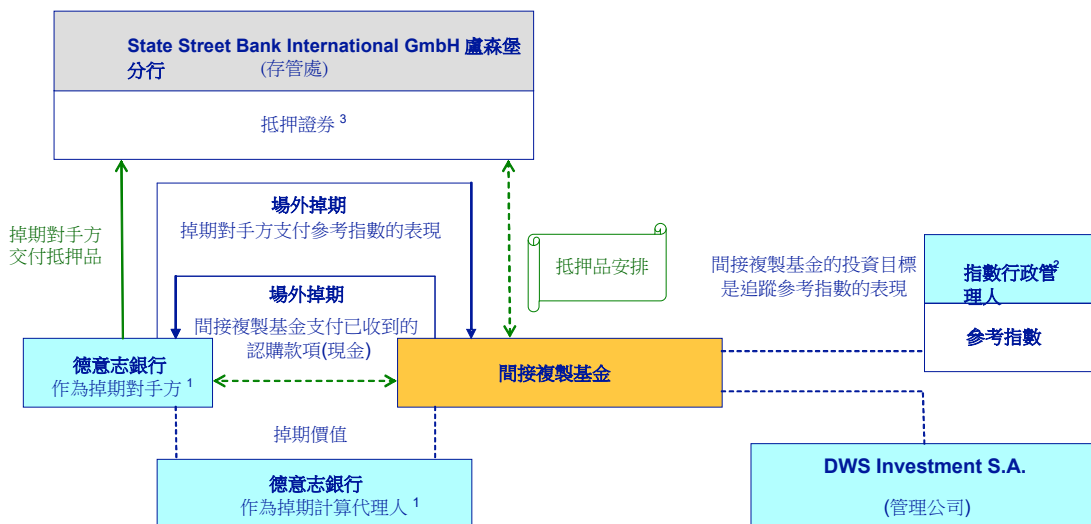 State Street Bank International GmbH 盧森堡
分行 (存管處)
抵押證券 3
場外掉期
掉期對手方支付參考指數的表現
掉期對手方
交付抵押品
抵押品安排
場外掉期
間接複製基金支付已收到的
認購款項(現金)
間接複製基金的投資目標
是追蹤參考指數的表現
指數行政管2
理人
參考指數
德意志銀行
作為掉期對手方 1
間接複製基金
掉期價值
德意志銀行
作為掉期計算代理人 1
DWS Investment S.A.
(管理公司)